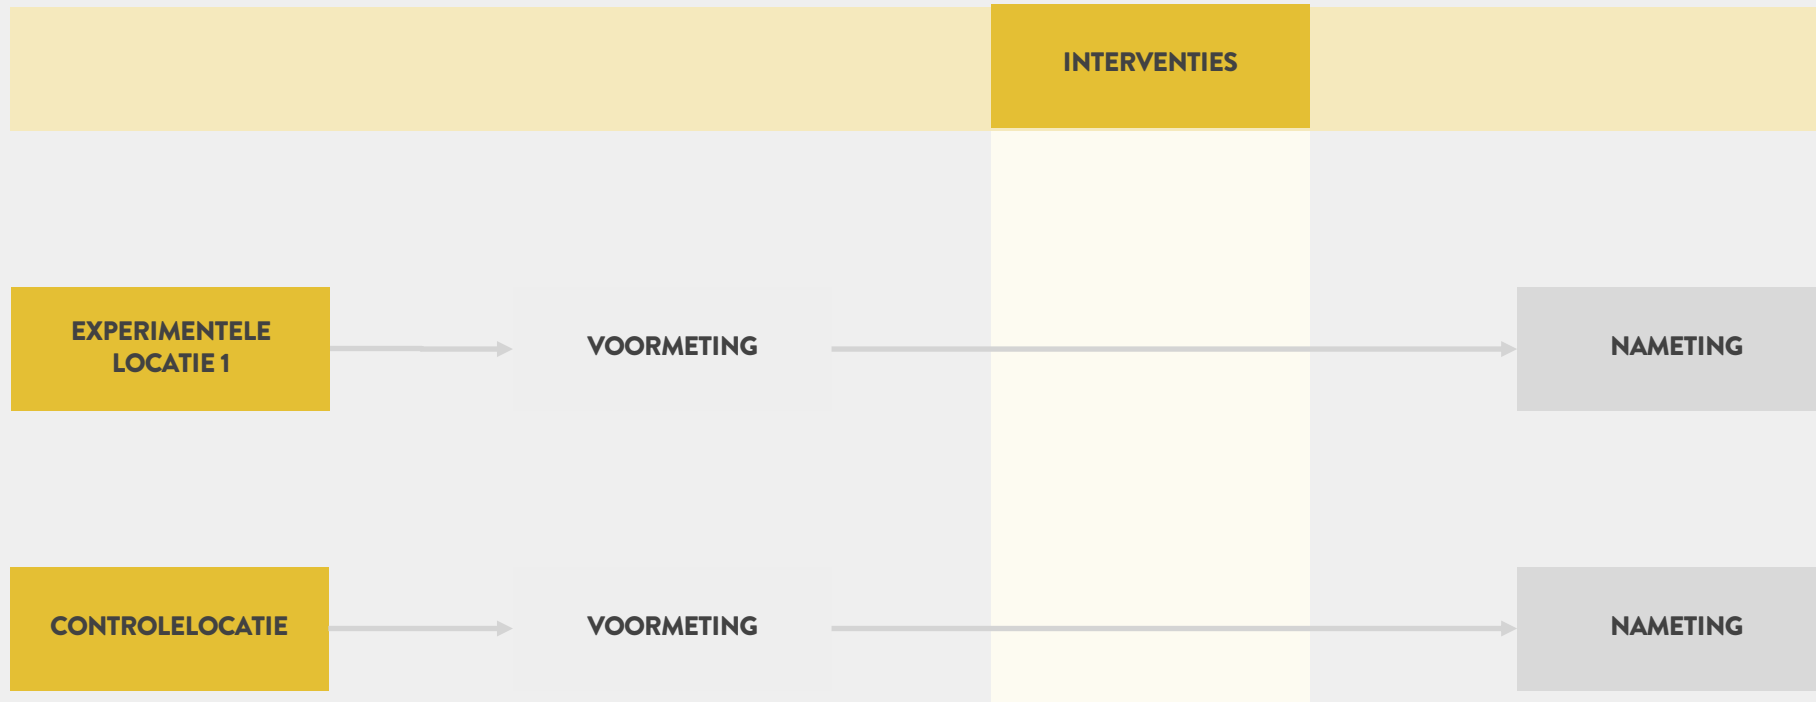 INTERVENTIES
EXPERIMENTELE
LOCATIE 1
VOORMETING
NAMETING
CONTROLELOCATIE
VOORMETING
NAMETING